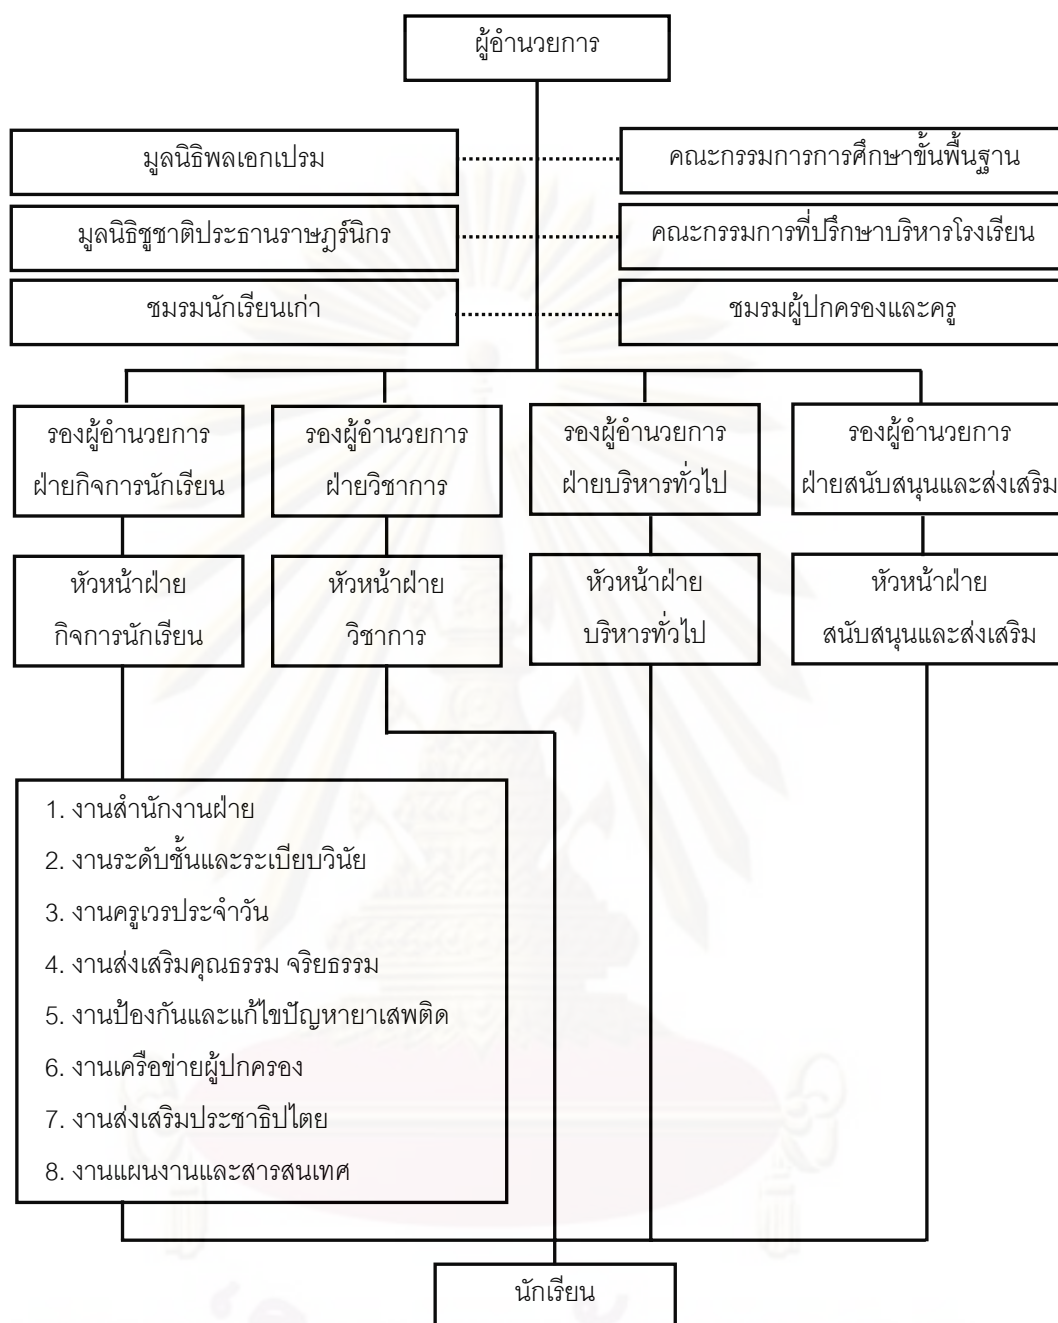 ผู้อำนวยการ
มูลนิธิพลเอกเปรม
คณะกรรมการการศึกษาขั้นพื้นฐาน
มูลนิธิชูชาติประธานราษฎร์นิกร
คณะกรรมการที่ปรึกษาบริหารโรงเรียน
ชมรมนักเรียนเก่า
ชมรมผู้ปกครองและครู
รองผู้อำนวยการ
ฝ่ายกิจการนักเรียน
รองผู้อำนวยการ
ฝ่ายวิชาการ
รองผู้อำนวยการ
ฝ่ายบริหารทั่วไป
รองผู้อำนวยการ
ฝ่ายสนับสนุนและส่งเสริม
หัวหน้าฝ่าย
กิจการนักเรียน
หัวหน้าฝ่าย
วิชาการ
หัวหน้าฝ่าย
บริหารทั่วไป
หัวหน้าฝ่าย
สนับสนุนและส่งเสริม
1. งานสำนักงานฝ่าย
2. งานระดับชั้นและระเบียบวินัย
3. งานครูเวรประจำวัน
4. งานส่งเสริมคุณธรรม จริยธรรม
5. งานป้องกันและแก้ไขปัญหายาเสพติด
6. งานเครือข่ายผู้ปกครอง
7. งานส่งเสริมประชาธิปไตย
8. งานแผนงานและสารสนเทศ
นักเรียน